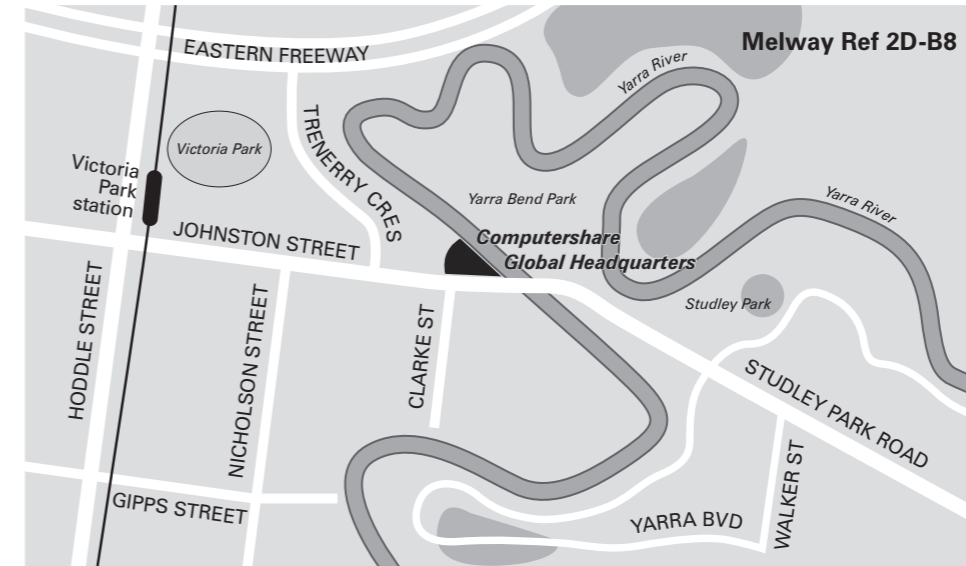 Melway Ref 2D-B8
EASTERN FREEWAY
Yarra River
TRENERRY CRES
Victoria Park
Victoria
Park
station
Yarra Bend Park
Yarra River
JOHNSTON STREET
Computershare
Global Headquarters
Studley Park
HODDLE STREET
NICHOLSON STREET
CLARKE ST
STUDLEY PARK ROAD
WALKER ST
GIPPS STREET
YARRA BVD